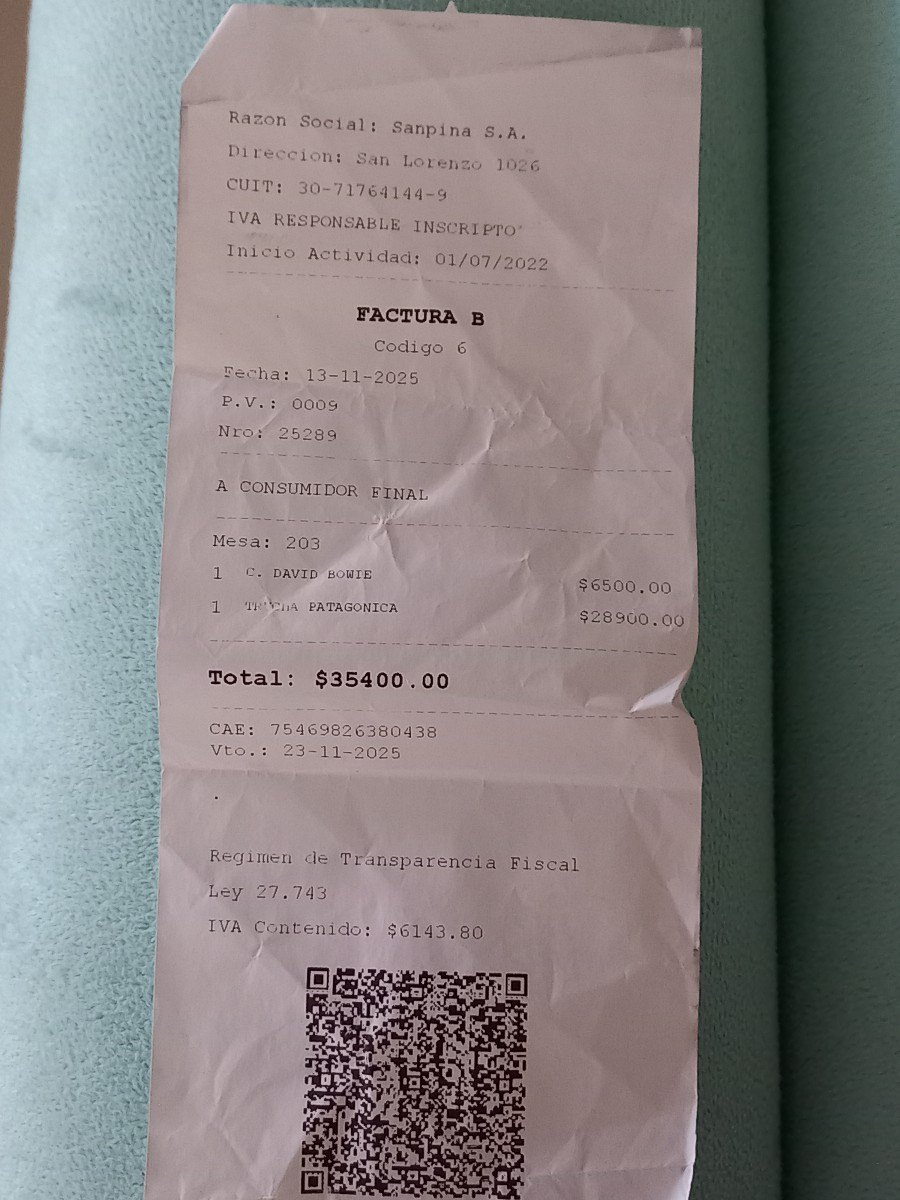 Razon Social: Sanpina S.A.
Direccion: San Lorenzo 1026
CUIT: 30-71764144-9
IVA RESPONSABLE INSCRIPTO
Inicio Actividad: 01/07/2022
FACTURA B
Codigo 6
Fecha: 13-11-2025
P.V.: 0009
Nro: 25289
A CONSUMIDOR FINAL
Mesa: 203
1 C. DAVID BOWIE $6500.00
1 TRUCHA PATAGONICA $28900.00
Total: $35400.00
CAE: 75469826380438
Vto.: 23-11-2025
Regimen de Transparencia Fiscal
Ley 27.743
IVA Contenido: $6143.80